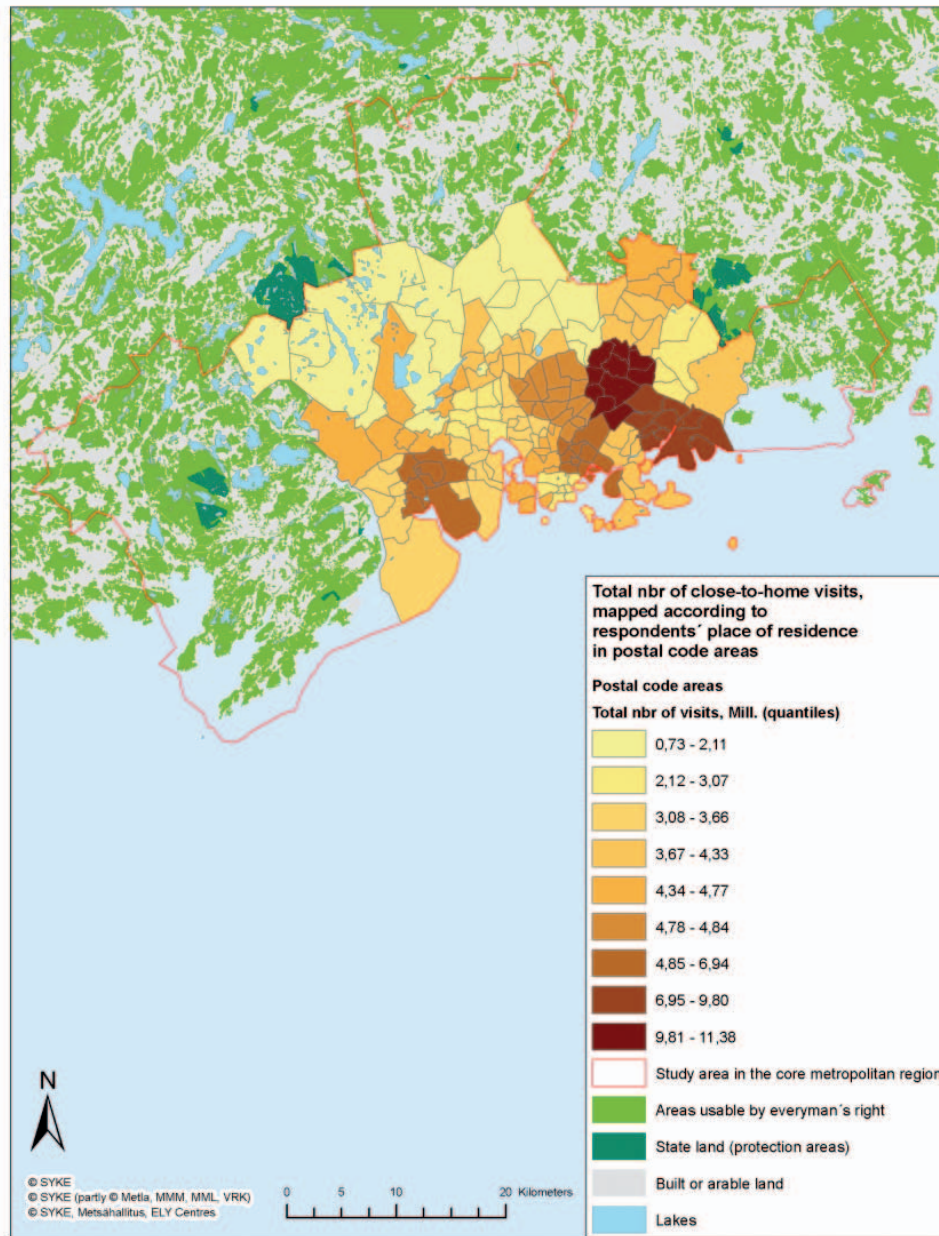 Total nbr of close-to-home visits,
mapped according to
respondents´ place of residence
in postal code areas
Postal code areas
Total nbr of visits, Mill. (quantiles)
0,73 - 2,11
2,12 - 3,07
3,08 - 3,66
3,67 - 4,33
4,34 - 4,77
4,78 - 4,84
4,85 - 6,94
6,95 - 9,80
9,81 - 11,38
Study area in the core metropolitan region
Areas usable by everyman´s right
State land (protection areas)
Built or arable land
Lakes
N
© SYKE
© SYKE (partly © Metla, MMM, MML, VRK)
© SYKE, Metsähallitus, ELY Centres
0 5 10 20 Kilometers